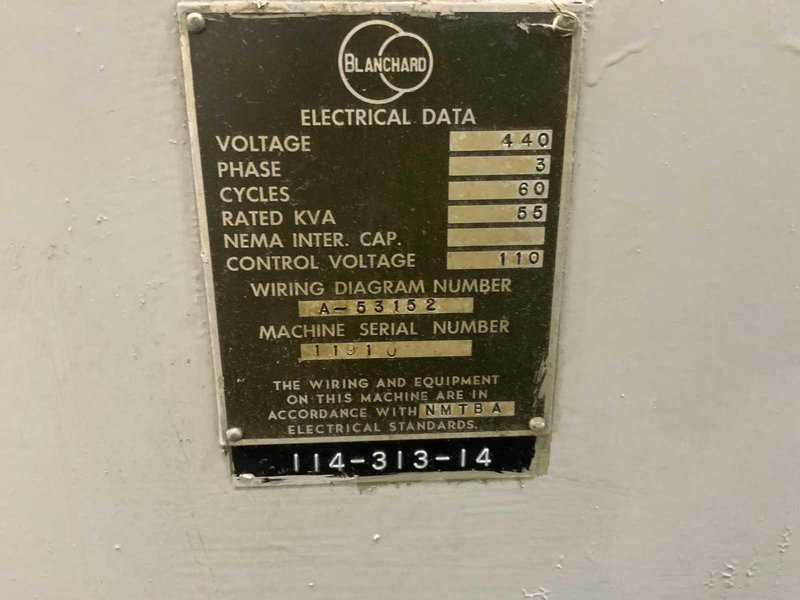 BLANCHARD
ELECTRICAL DATA
VOLTAGE 440
PHASE 3
CYCLES 60
RATED KVA 55
NEMA INTER. CAP.
CONTROL VOLTAGE 110
WIRING DIAGRAM NUMBER
A-53152
MACHINE SERIAL NUMBER
11910
THE WIRING AND EQUIPMENT
ON THIS MACHINE ARE IN
ACCORDANCE WITH NMTBA
ELECTRICAL STANDARDS.
114-313-14